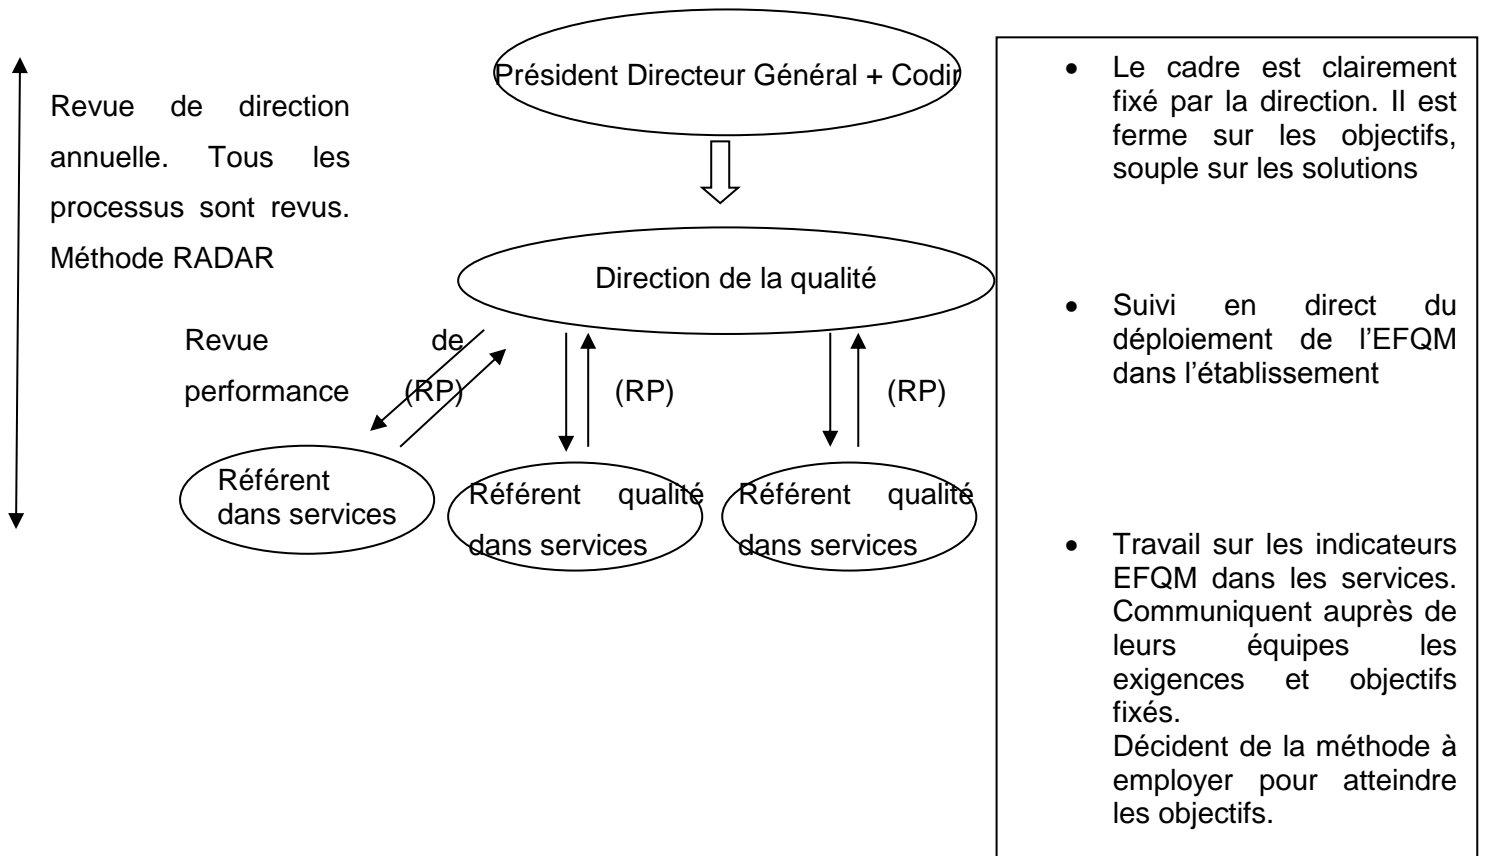 Président Directeur Général + Codir
Revue de direction
annuelle. Tous les
processus sont revus.
Méthode RADAR
Direction de la qualité
Revue de
performance (RP)
(RP)
(RP)
Référent
dans services
Référent qualité
dans services
Référent qualité
dans services
• Le cadre est clairement
fixé par la direction. Il est
ferme sur les objectifs,
souple sur les solutions
• Suivi en direct du
déploiement de l’EFQM
dans l’établissement
• Travail sur les indicateurs
EFQM dans les services.
Communiquent auprès de
leurs équipes les
exigences et objectifs
fixés.
Décident de la méthode à
employer pour atteindre
les objectifs.